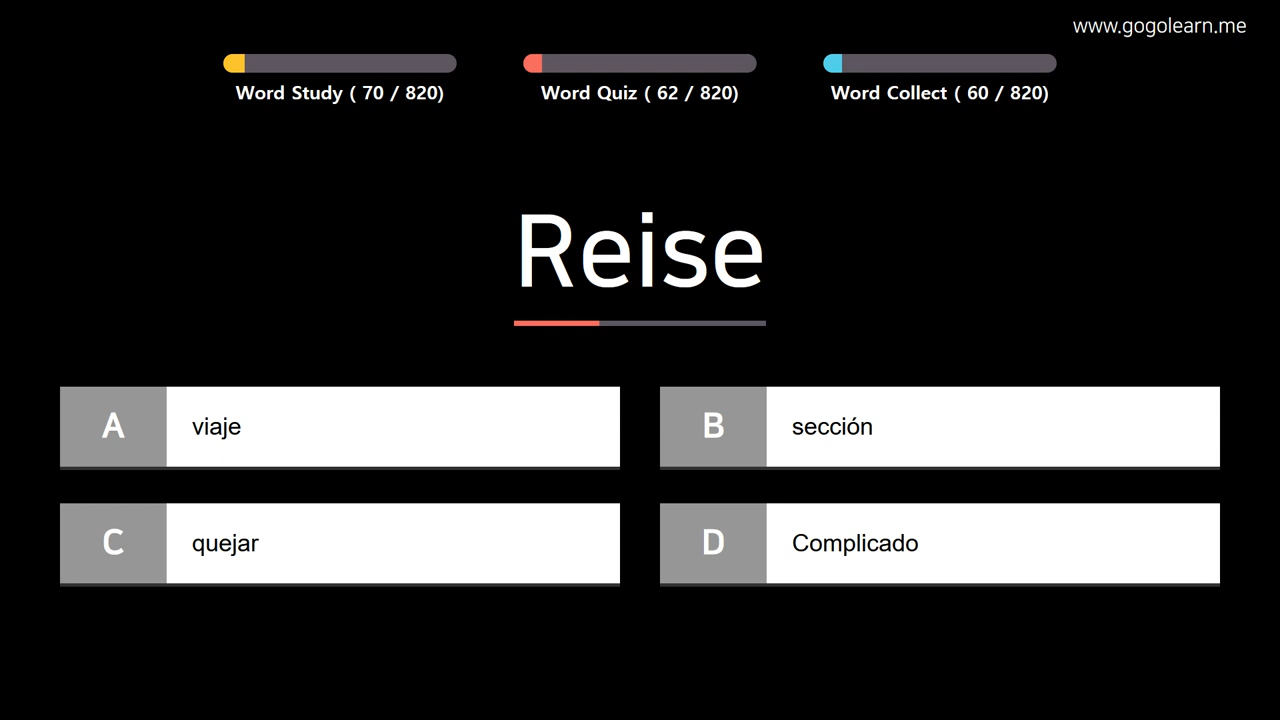 www.gogolearn.me
Word Study ( 70 / 820)
Word Quiz ( 62 / 820)
Word Collect ( 60 / 820)
Reise
A viaje
B sección
C quejar
D Complicado